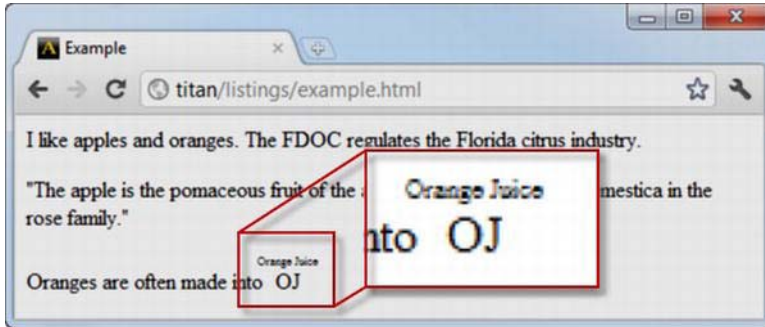 Example
titan/listings/example.html
I like apples and oranges. The FDOC regulates the Florida citrus industry.
"The apple is the pomaceous fruit of the a mestica in the
rose family."
Orange Juice
Oranges are often made into OJ
Orange Juice
nto OJ